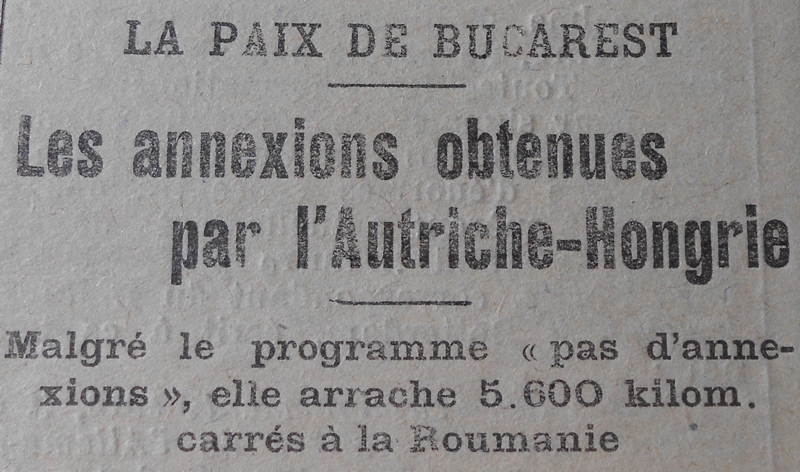 LA PAIX DE BUCAREST
Les annexions obtenues
par l'Autriche-Hongrie
Malgré le programme « pas d'anne-
xions », elle arrache 5.600 kilom.
carrés à la Roumanie